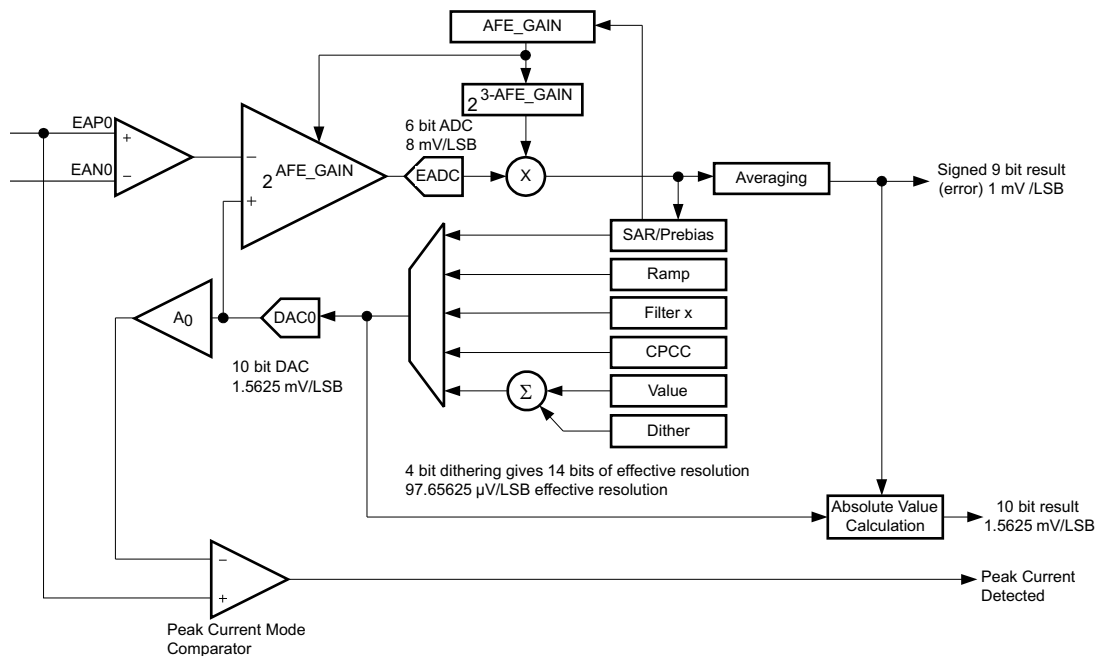 AFE_GAIN
2 3-AFE_GAIN
EAP0
+
EAN0
−
6 bit ADC
8 mV/LSB
−
2 AFE_GAIN
+
EADC
X
Averaging
Signed 9 bit result
(error) 1 mV /LSB
SAR/Prebias
Ramp
Filter x
CPCC
Value
Dither
Σ
A0
DAC0
10 bit DAC
1.5625 mV/LSB
4 bit dithering gives 14 bits of effective resolution
97.65625 μV/LSB effective resolution
Absolute Value
Calculation
10 bit result
1.5625 mV/LSB
−
+
Peak Current
Detected
Peak Current Mode
Comparator